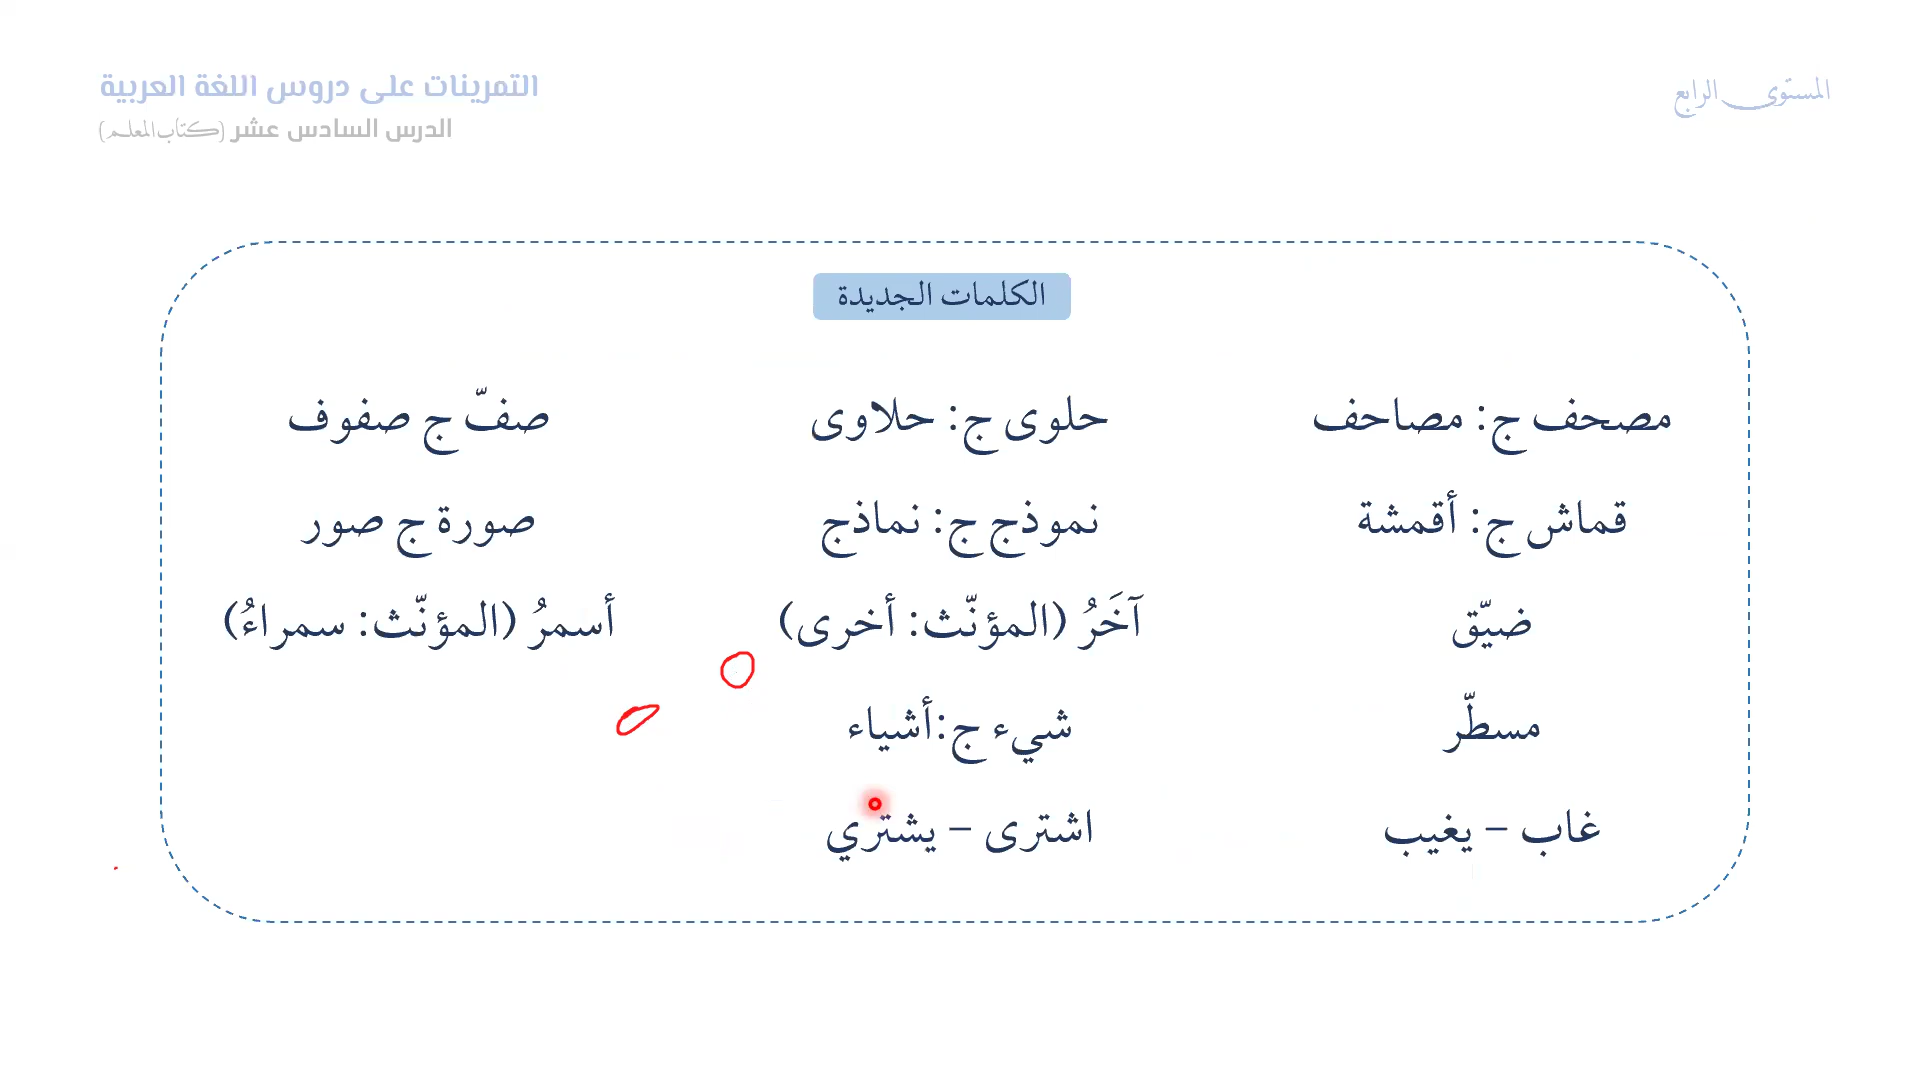 المستوى الرابع
التمرينات على دروس اللغة العربية
الدرس السادس عشر (كتاب المعلم)
الكلمات الجديدة
مصحف ج: مصاحف
حلوى ج: حلاوى
صفّ ج صفوف
قماش ج: أقمشة
نموذج ج: نماذج
صورة ج صور
ضيّق
آخَرُ (المؤنّث: أخرى)
أسمرُ (المؤنّث: سمراءُ)
مسطّر
شيء ج:أشياء
غاب – يغيب
اشترى – يشتري